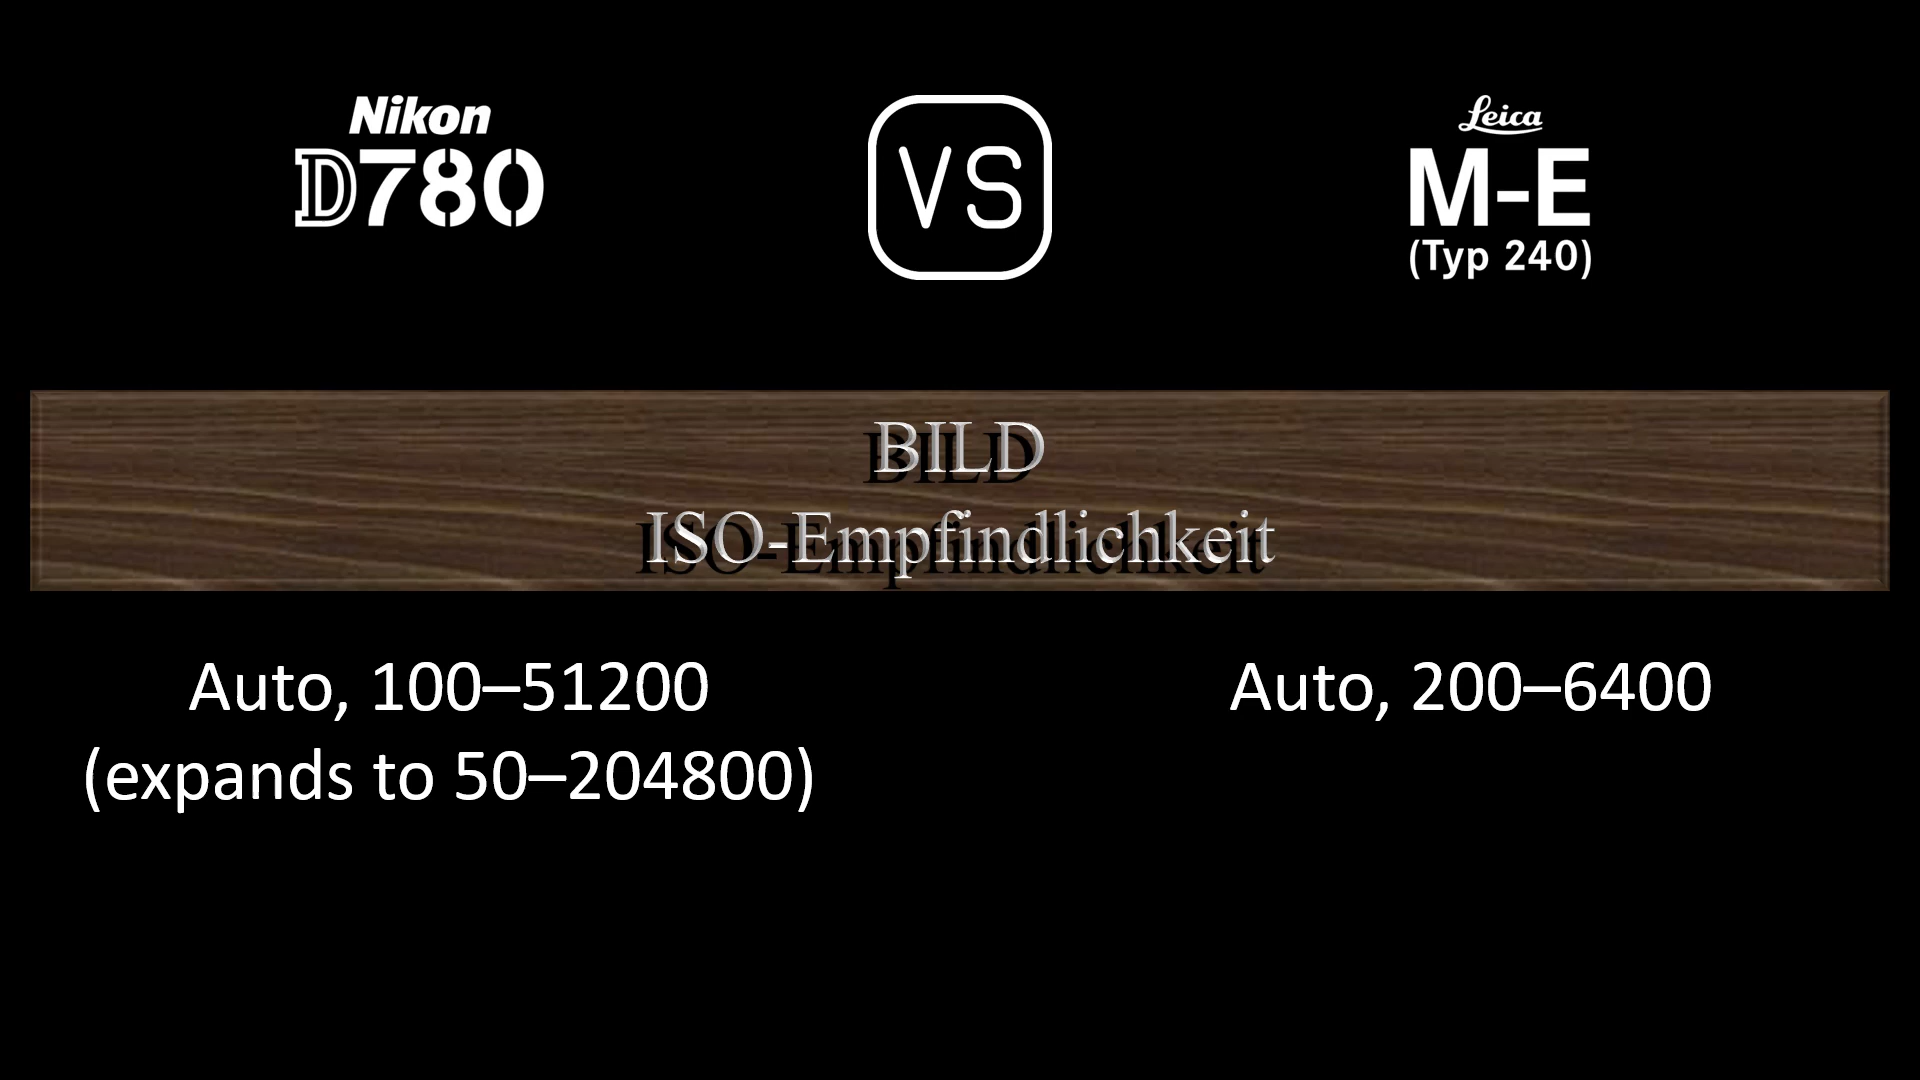 Nikon
D780
VS
Leica
M-E
(Typ 240)
BILD
ISO-Empfindlichkeit
Auto, 100–51200
(expands to 50–204800)
Auto, 200–6400